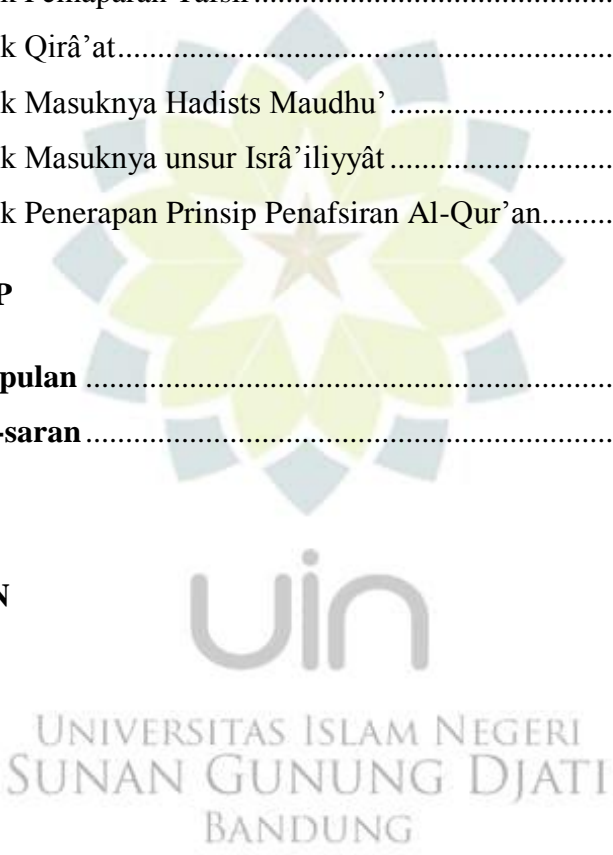 k Pemaparan Tafsir................................................
k Qirâ’at......................................................................
k Masuknya Hadists Maudhu’................................
k Masuknya unsur Isrâ’iliyyât................................
k Penerapan Prinsip Penafsiran Al-Qur’an.........
P
pulan.........................................................................
-saran.........................................................................
N
uin
UNIVERSITAS ISLAM NEGERI
SUNAN GUNUNG DJATI
BANDUNG